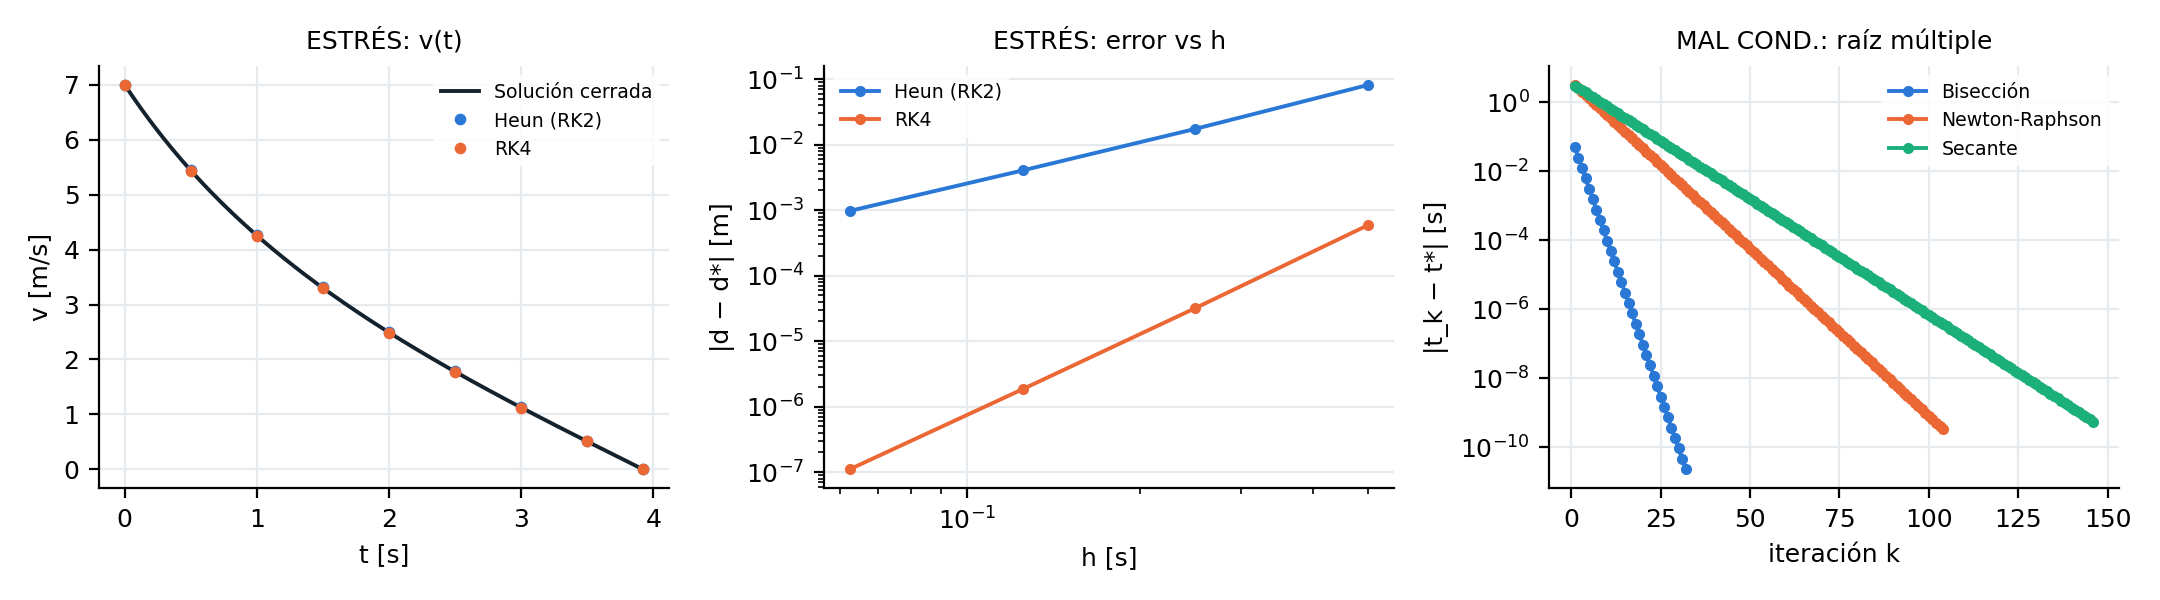 ESTRÉS: v(t)
v [m/s]
7
6
5
4
3
2
1
0
0 1 2 3 4
t [s]
Solución cerrada
Heun (RK2)
RK4
ESTRÉS: error vs h
|d − d*| [m]
10⁻¹
10⁻²
10⁻³
10⁻⁴
10⁻⁵
10⁻⁶
10⁻⁷
10⁻¹
h [s]
Heun (RK2)
RK4
MAL COND.: raíz múltiple
|t_k − t*| [s]
10⁰
10⁻²
10⁻⁴
10⁻⁶
10⁻⁸
10⁻¹⁰
0 25 50 75 100 125 150
iteración k
Bisección
Newton-Raphson
Secante